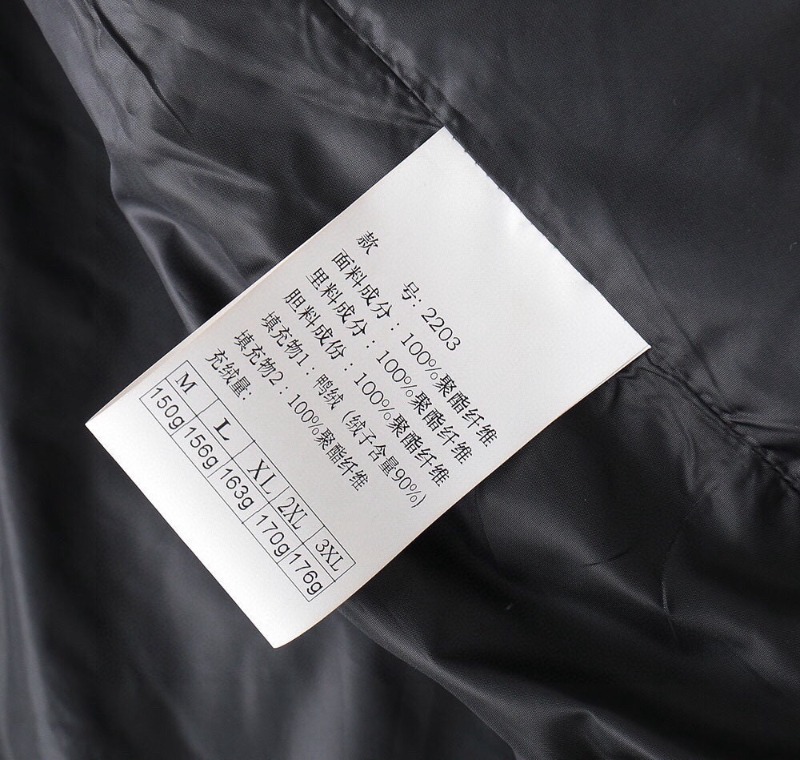 款 号: 2203
面料成分：100%聚酯纤维
里料成分：100%聚酯纤维
胆料成份：100%聚酯纤维
填充物1：鸭绒（绒子含量90%）
填充物2：100%聚酯纤维
充绒量:
M L XL 2XL 3XL
150g 156g 163g 170g 176g